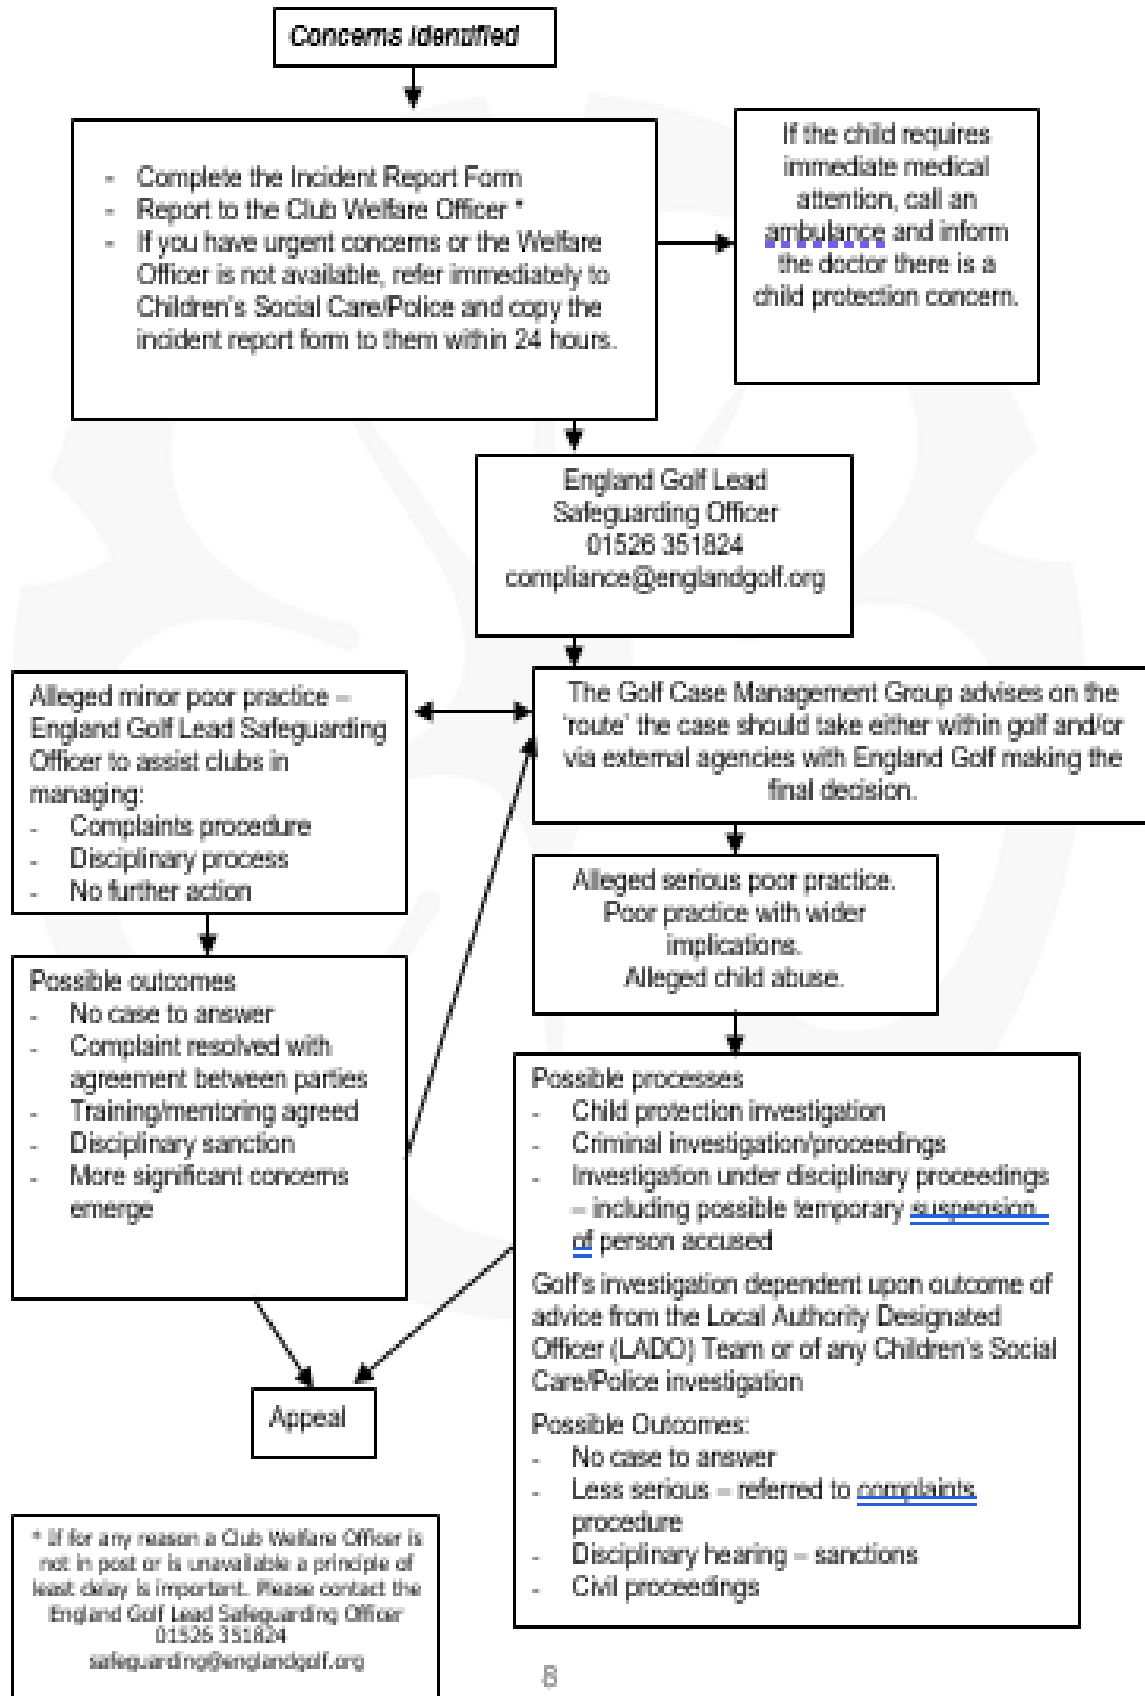 Concerns Identified
- Complete the Incident Report Form
- Report to the Club Welfare Officer *
- If you have urgent concerns or the Welfare
Officer is not available, refer immediately to
Children's Social Care/Police and copy the
incident report form to them within 24 hours.
If the child requires
immediate medical
attention, call an
ambulance and inform
the doctor there is a
child protection concern.
England Golf Lead
Safeguarding Officer
01526 351824
compliance@englandgolf.org
Alleged minor poor practice –
England Golf Lead Safeguarding
Officer to assist clubs in
managing:
- Complaints procedure
- Disciplinary process
- No further action
The Golf Case Management Group advises on the
'route' the case should take either within golf and/or
via external agencies with England Golf making the
final decision.
Alleged serious poor practice.
Poor practice with wider
implications.
Alleged child abuse.
Possible outcomes
- No case to answer
- Complaint resolved with
agreement between parties
- Training/mentoring agreed
- Disciplinary sanction
- More significant concerns
emerge
Possible processes
- Child protection investigation
- Criminal investigation/proceedings
- Investigation under disciplinary proceedings
– including possible temporary suspension
of person accused
Golf's investigation dependent upon outcome of
advice from the Local Authority Designated
Officer (LADO) Team or of any Children's Social
Care/Police investigation
Possible Outcomes:
- No case to answer
- Less serious – referred to complaints
procedure
- Disciplinary hearing – sanctions
- Civil proceedings
Appeal
* If for any reason a Club Welfare Officer is
not in post or is unavailable a principle of
least delay is important. Please contact the
England Golf Lead Safeguarding Officer
01526 351824
safeguarding@englandgolf.org
8